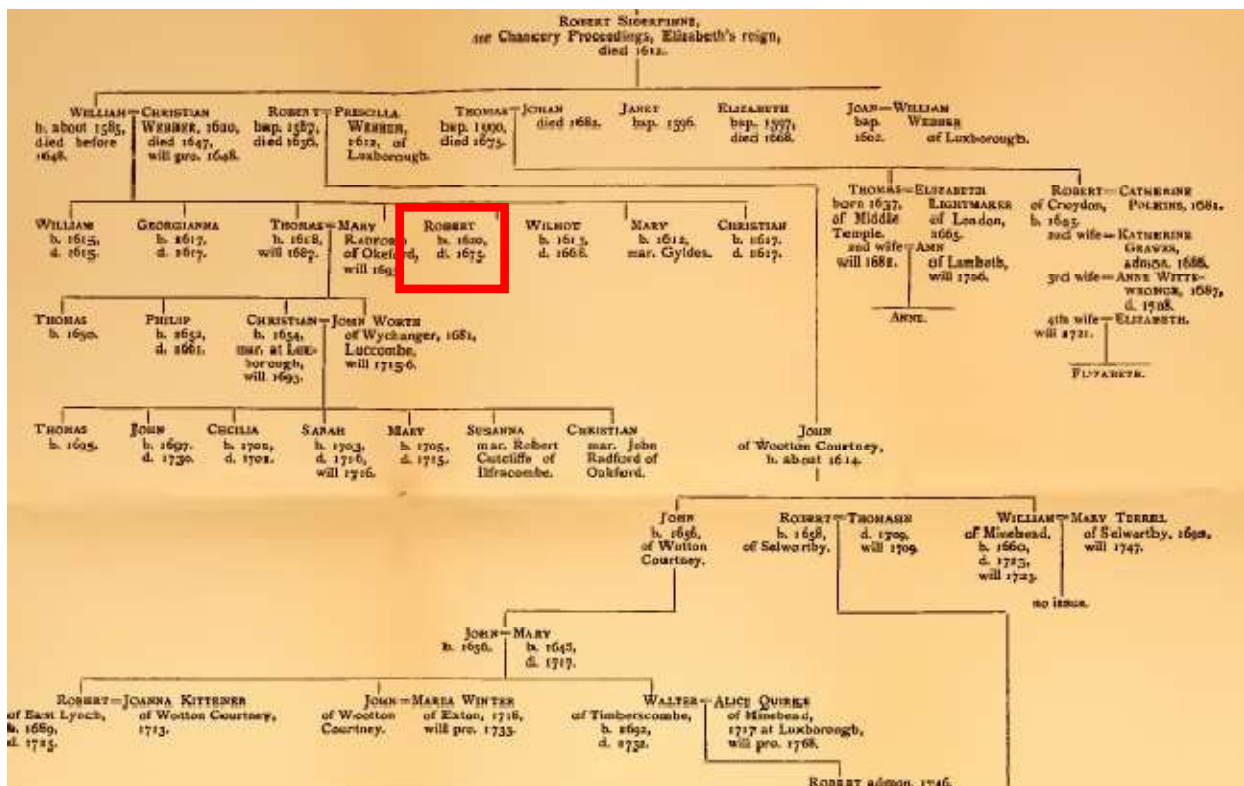 ROBERT SIDERFINNE,
see Chancery Proceedings, Elizabeth's reign,
died 1612.
WILLIAM=CHRISTIAN
b. about 1585, WEBBER, 1610,
died before died 1647,
1648. will pro. 1648.
ROBERT=PRESCILLA
bap. 1587, WEBBER,
died 1636. 1612, of
Luxborough.
THOMAS=JOHAN
bap. 1590, died 1682.
died 1675.
JANET
bap. 1596.
ELIZABETH
bap. 1597,
died 1668.
JOAN=WILLIAM
bap. WEBBER
1602. of Luxborough.
THOMAS=ELIZABETH
born 1637, LIGHTMAKER
of Middle of London,
Temple. 1665.
2nd wife=ANN
will 1682. of Lambeth,
will 1706.
ANNE.
ROBERT=CATHERINE
of Croydon, 1681.
b.
2nd wife=KATHERINE
GRAWES,
admon. 1686.
3rd wife=ANNE WITTE-
WRONGE, 1687,
d. 1708.
4th wife=ELIZABETH.
will 1721.
ELIZABETH.
WILLIAM
b. 1615,
d. 1615.
GEORGIANNA
b. 1617,
d. 1617.
THOMAS=MARY
b. 1618, RADFORD
will 1687. of Okeford,
will
ROBERT
b. 1620,
d. 1675.
WILMOT
b. 1613,
d. 1668.
MARY
b. 1612,
mar. Gyldes.
CHRISTIAN
b. 1617.
d. 1617.
THOMAS
b. 1650.
PHILIP
b. 1652,
d. 1661.
CHRISTIAN=JOHN WORTH
b. 1654, of Wychanger, 1681,
mar. at Lux- Luccombe,
borough, will 1715-6.
will 1693.
THOMAS
b. 1695.
JOHN
b. 1697.
d. 1730.
CECILIA
b. 1702,
d. 1702.
SARAH
b. 1703,
d. 1716,
will 1716.
MARY
b. 1705,
d. 1715.
SUSANNA
mar. Robert
Cutcliffe of
Ilfracombe.
CHRISTIAN
mar. John
Radford of
Oakford.
JOHN
of Wootton Courtney,
b. about 1614.
JOHN
b. 1656,
of Wotton
Courtney.
ROBERT=THOMASIN
b. 1658, d. 1709,
of Selworthy. will 1709.
WILLIAM=MARY TERREL
of Minehead. of Selworthy,
b. 1660, will 1747.
d. 1723,
will 1723.
no issue.
JOHN=MARY
b. 1656. b. 1648,
d. 1717.
ROBERT=JOANNA KITTENER
of East Lynch, of Wotton Courtney,
b. 1689, 1713.
d. 1725.
JOHN=MARIA WINTER
of Wootton of Exton, 1718,
Courtney. will pro. 1733.
WALTER=ALICE QUIRKE
of Timberscombe, of Minehead,
b. 1692, 1717 at Luxborough,
d. 1732. will pro. 1768.
ROBERT admon. 1746.